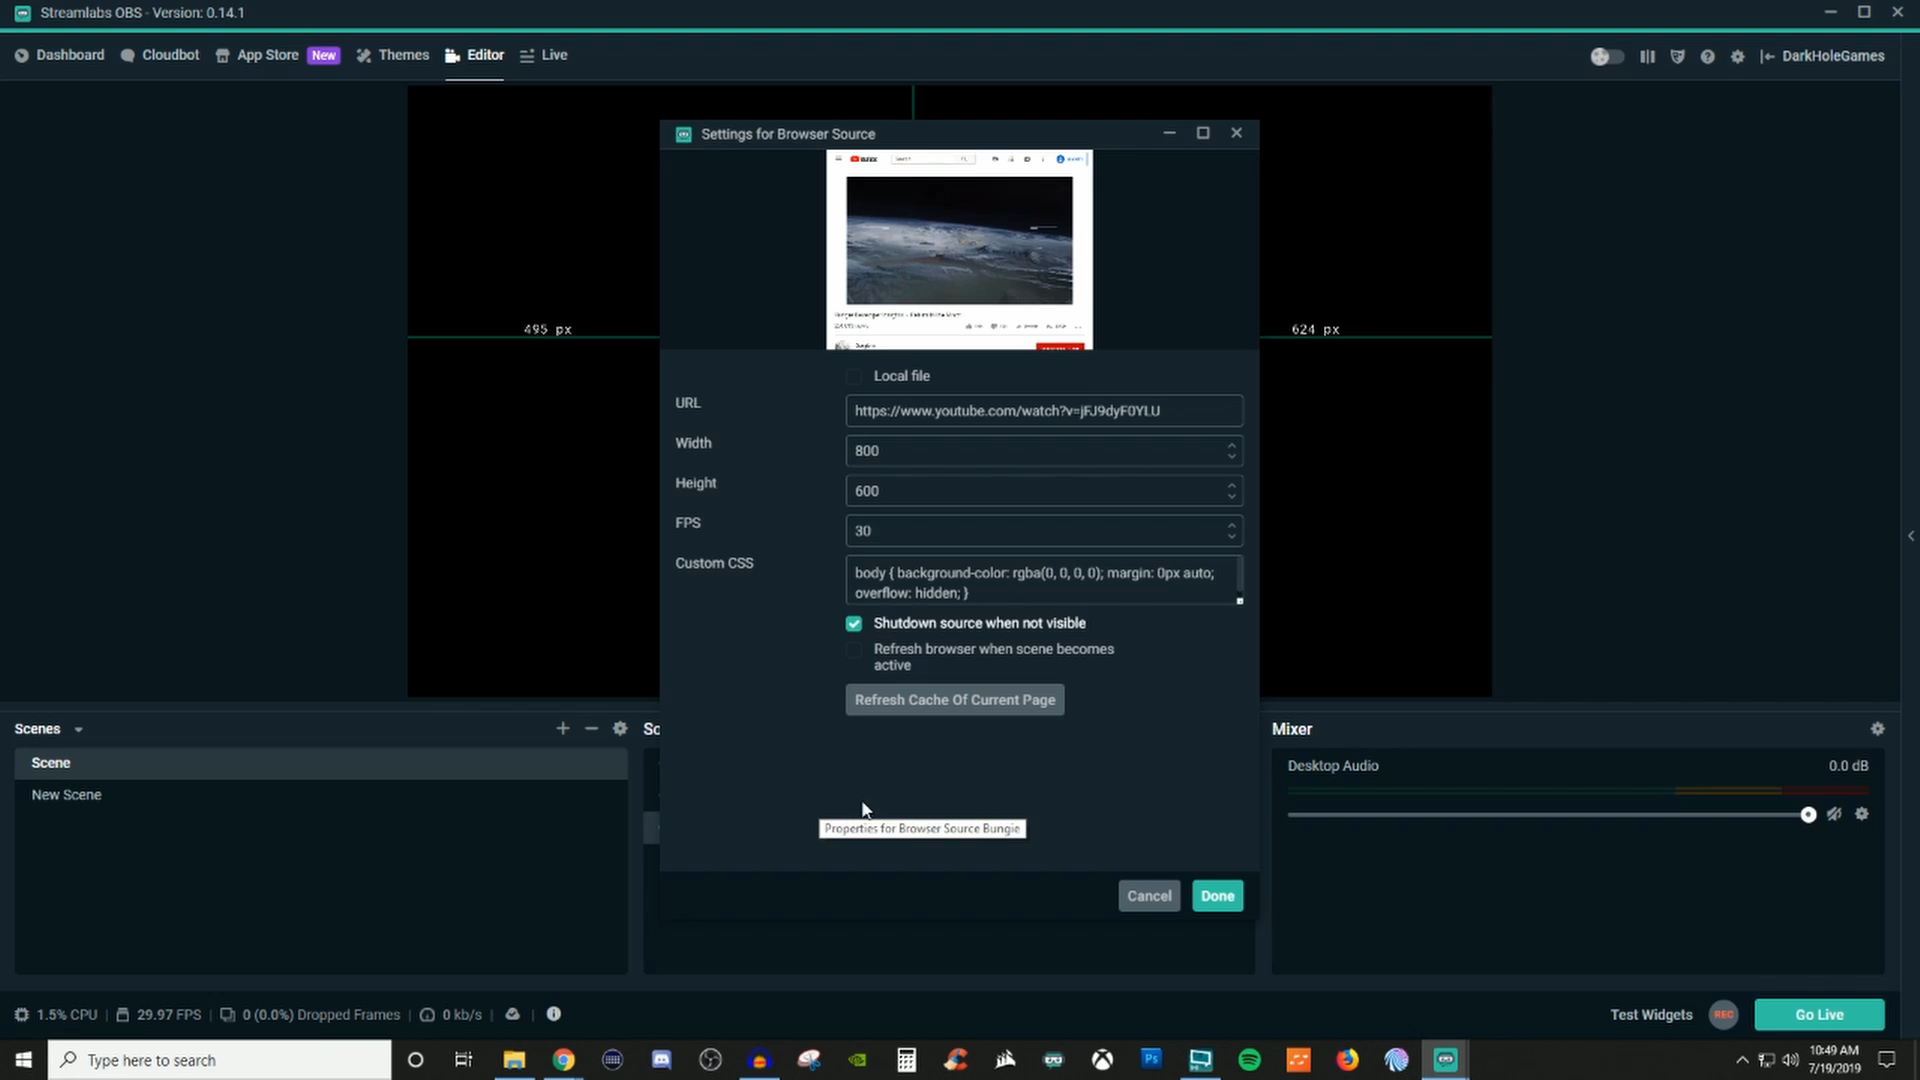 Streamlabs OBS - Version: 0.14.1
Dashboard
Cloudbot
App Store
New
Themes
Editor
Live
DarkHoleGames
Settings for Browser Source
Search
495 px
624 px
Local file
URL
https://www.youtube.com/watch?v=jFJ9dyF0YLU
Width
800
Height
600
FPS
30
Custom CSS
body { background-color: rgba(0, 0, 0, 0); margin: 0px auto;
overflow: hidden; }
Shutdown source when not visible
Refresh browser when scene becomes
active
Refresh Cache Of Current Page
Scenes
Scene
New Scene
So
Mixer
Desktop Audio
0.0 dB
Properties for Browser Source Bungie
Cancel
Done
1.5% CPU
29.97 FPS
0 (0.0%) Dropped Frames
0 kb/s
Test Widgets
REC
Go Live
Type here to search
Ps
10:49 AM
7/19/2019